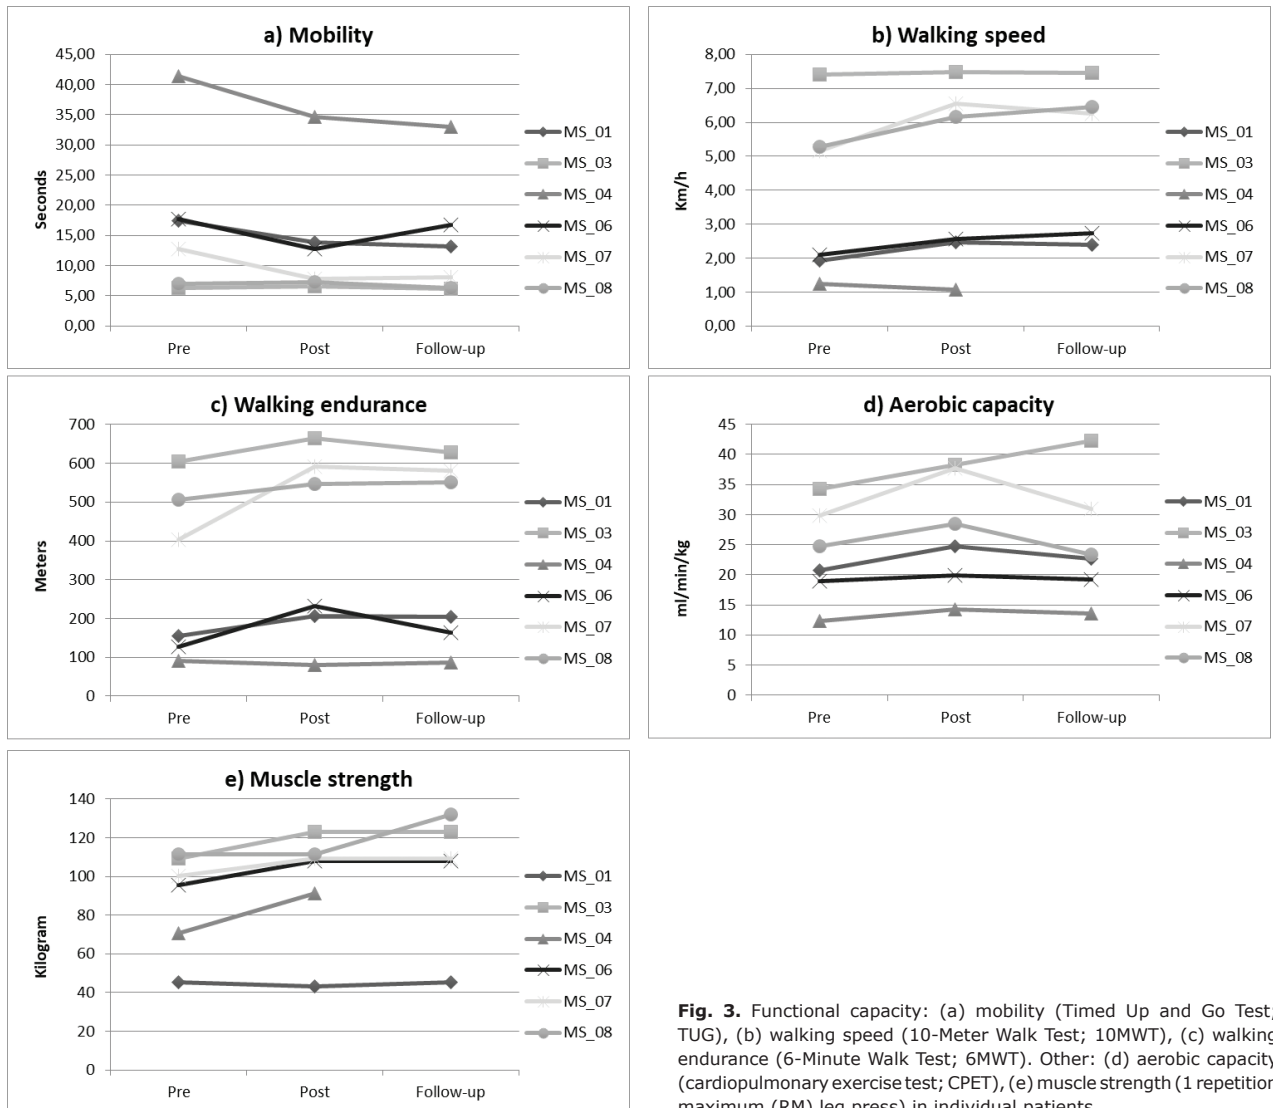 a) Mobility
45,00
40,00
35,00
30,00
25,00
20,00
15,00
10,00
5,00
0,00
Seconds
Pre Post Follow-up
MS_01
MS_03
MS_04
MS_06
MS_07
MS_08
b) Walking speed
8,00
7,00
6,00
5,00
4,00
3,00
2,00
1,00
0,00
Km/h
Pre Post Follow-up
MS_01
MS_03
MS_04
MS_06
MS_07
MS_08
c) Walking endurance
700
600
500
400
300
200
100
0
Meters
Pre Post Follow-up
MS_01
MS_03
MS_04
MS_06
MS_07
MS_08
d) Aerobic capacity
45
40
35
30
25
20
15
10
5
0
ml/min/kg
Pre Post Follow-up
MS_01
MS_03
MS_04
MS_06
MS_07
MS_08
e) Muscle strength
140
120
100
80
60
40
20
0
Kilogram
Pre Post Follow-up
MS_01
MS_03
MS_04
MS_06
MS_07
MS_08
Fig. 3. Functional capacity: (a) mobility (Timed Up and Go Test;
TUG), (b) walking speed (10-Meter Walk Test; 10MWT), (c) walking
endurance (6-Minute Walk Test; 6MWT). Other: (d) aerobic capacity
(cardiopulmonary exercise test; CPET), (e) muscle strength (1 repetition
maximum (RM) leg press) in individual patients.